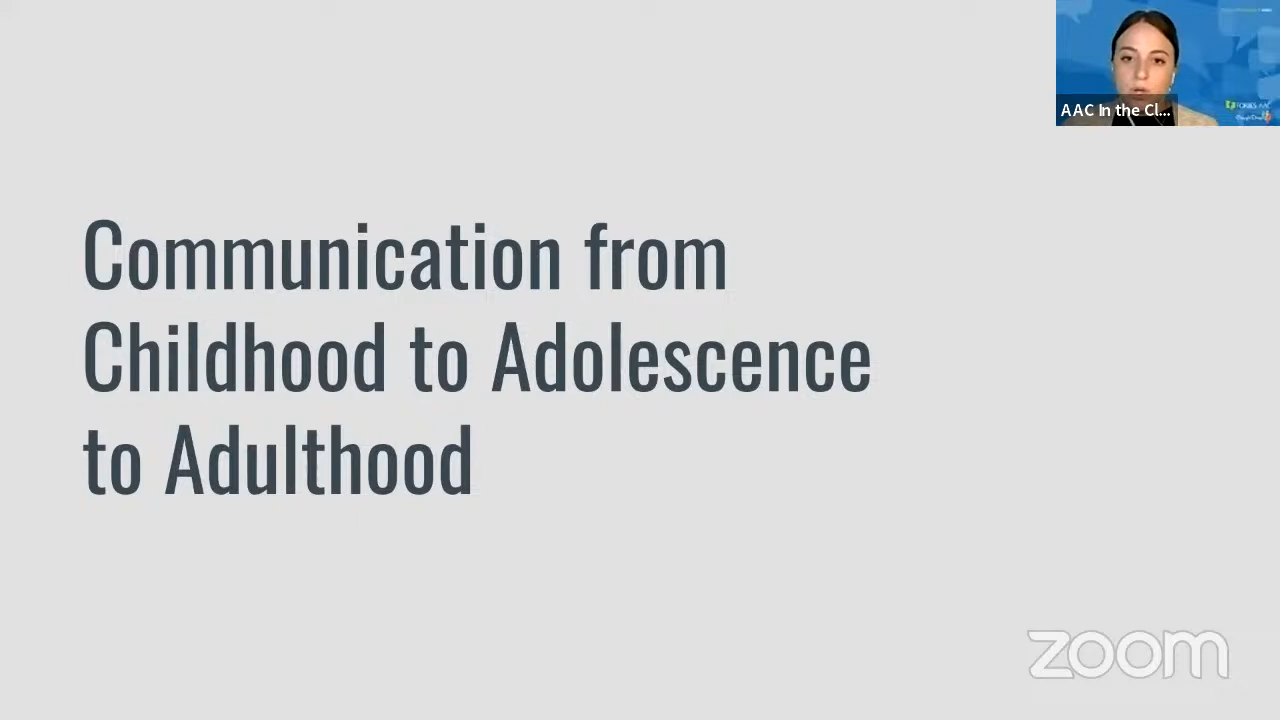 AAC In the Cl...
Communication from
Childhood to Adolescence
to Adulthood
zoom